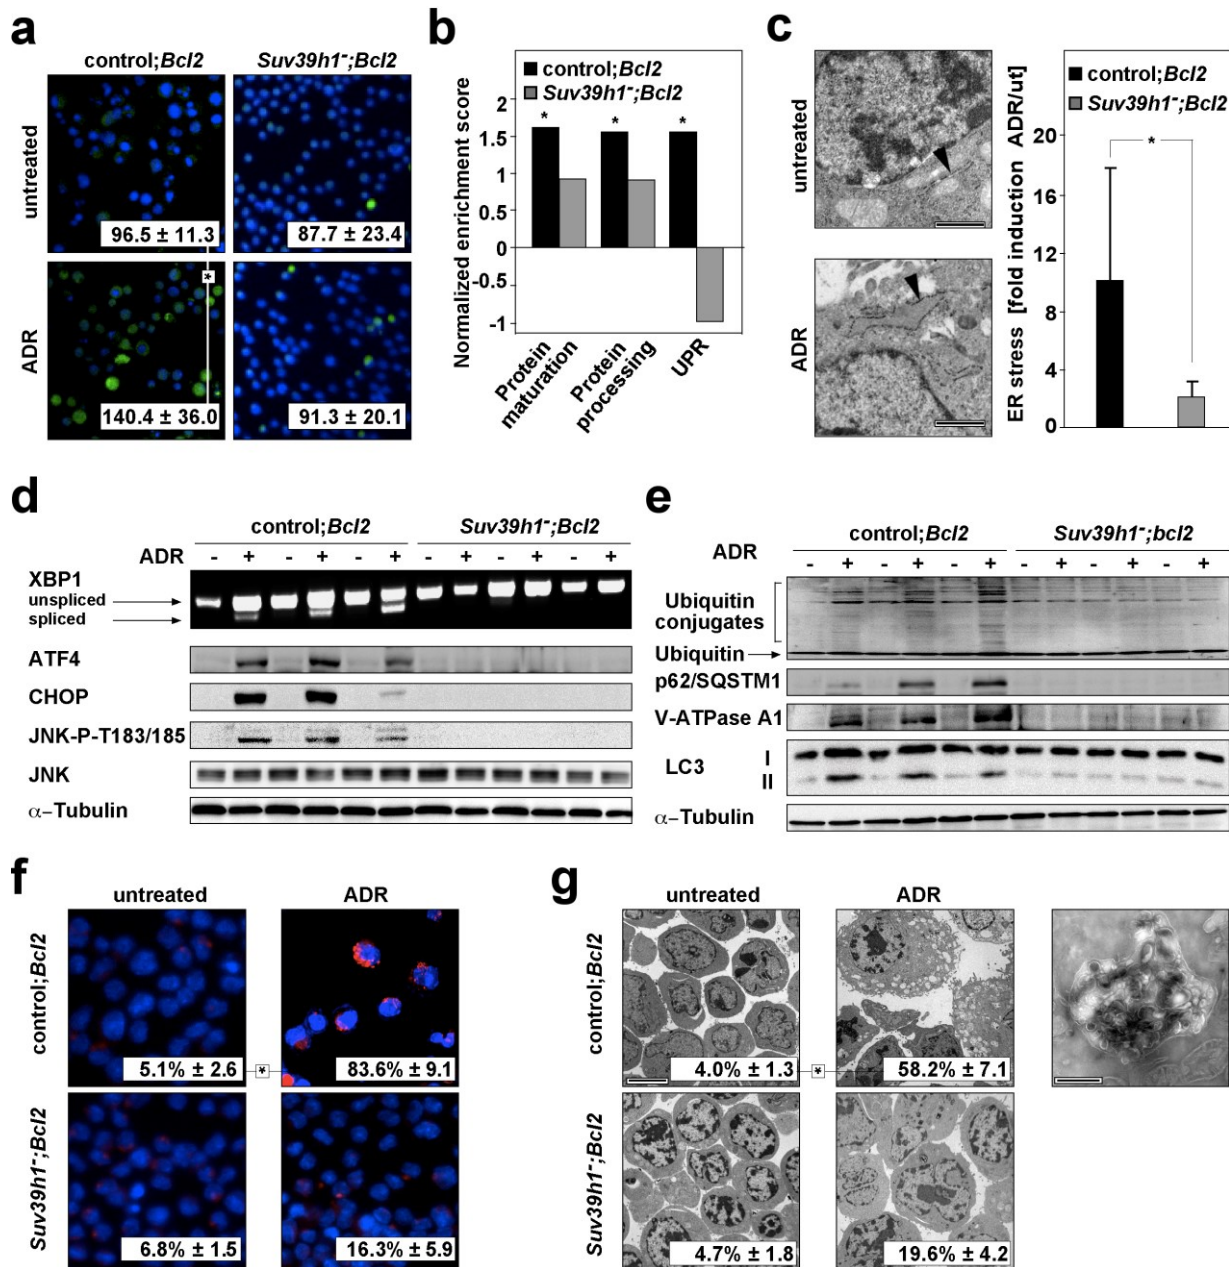 a
control;Bcl2 Suv39h1-;Bcl2
untreated
96.5 ± 11.3 87.7 ± 23.4
*
ADR
140.4 ± 36.0 91.3 ± 20.1
b
control;Bcl2
Suv39h1-;Bcl2
Normalized enrichment score
2
1.5
1
0.5
0
-0.5
-1
* * *
Protein maturation
Protein processing
UPR
c
untreated
ADR
control;Bcl2
Suv39h1-;Bcl2
ER stress [fold induction ADR/ut]
20
16
12
8
4
0
*
d
control;Bcl2 Suv39h1-;Bcl2
ADR - + - + - + - + - + - +
XBP1
unspliced
spliced
ATF4
CHOP
JNK-P-T183/185
JNK
α-Tubulin
e
control;Bcl2 Suv39h1-;bcl2
ADR - + - + - + - + - + - +
Ubiquitin
conjugates
Ubiquitin
p62/SQSTM1
V-ATPase A1
LC3 I
II
α-Tubulin
f
untreated ADR
control;Bcl2
5.1% ± 2.6 * 83.6% ± 9.1
Suv39h1-;Bcl2
6.8% ± 1.5 16.3% ± 5.9
g
untreated ADR
control;Bcl2
4.0% ± 1.3 * 58.2% ± 7.1
Suv39h1-;Bcl2
4.7% ± 1.8 19.6% ± 4.2